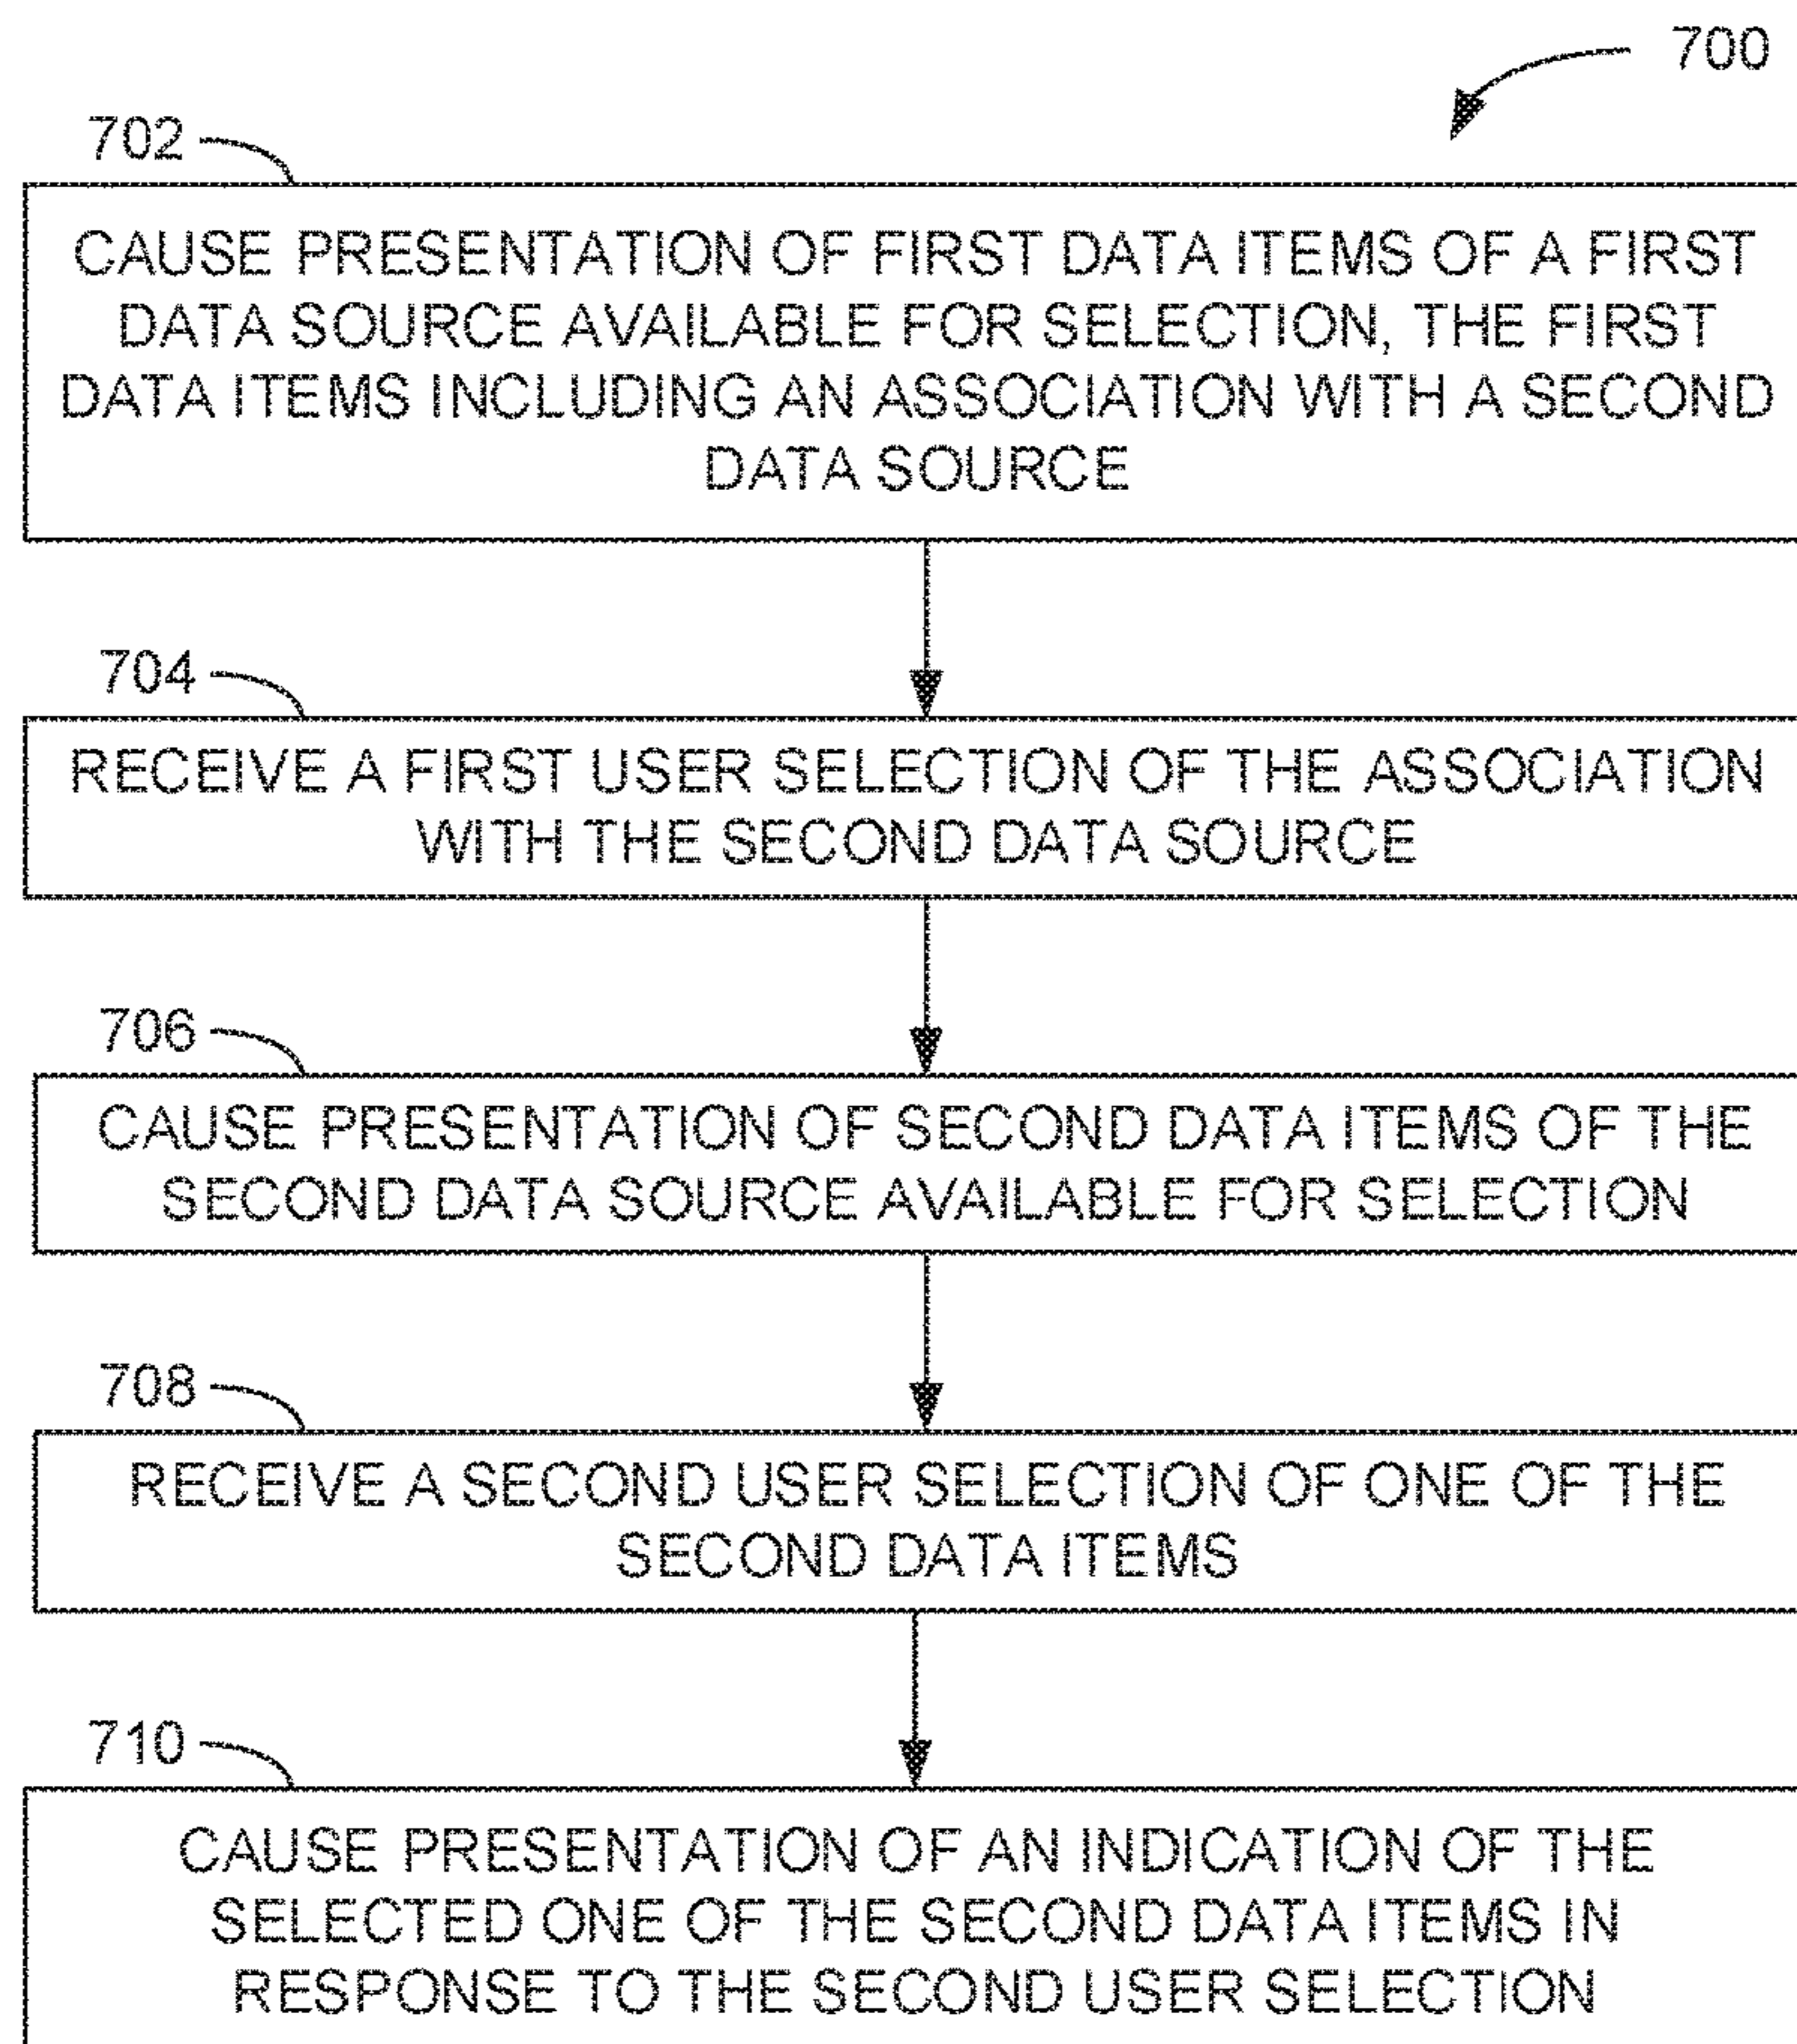 700
702
CAUSE PRESENTATION OF FIRST DATA ITEMS OF A FIRST
DATA SOURCE AVAILABLE FOR SELECTION, THE FIRST
DATA ITEMS INCLUDING AN ASSOCIATION WITH A SECOND
DATA SOURCE
704
RECEIVE A FIRST USER SELECTION OF THE ASSOCIATION
WITH THE SECOND DATA SOURCE
706
CAUSE PRESENTATION OF SECOND DATA ITEMS OF THE
SECOND DATA SOURCE AVAILABLE FOR SELECTION
708
RECEIVE A SECOND USER SELECTION OF ONE OF THE
SECOND DATA ITEMS
710
CAUSE PRESENTATION OF AN INDICATION OF THE
SELECTED ONE OF THE SECOND DATA ITEMS IN
RESPONSE TO THE SECOND USER SELECTION